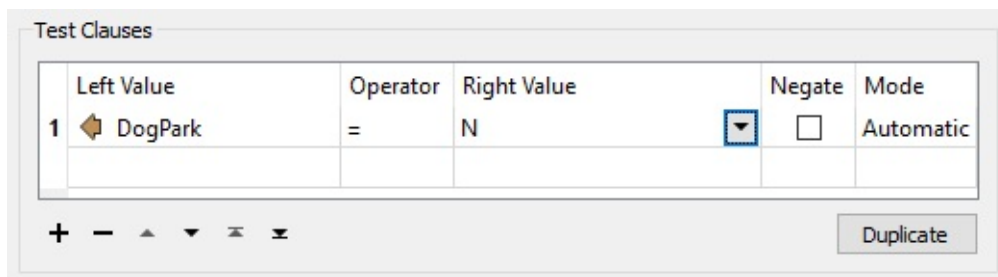 Test Clauses
Left Value Operator Right Value Negate Mode
1 DogPark = N Automatic
Duplicate